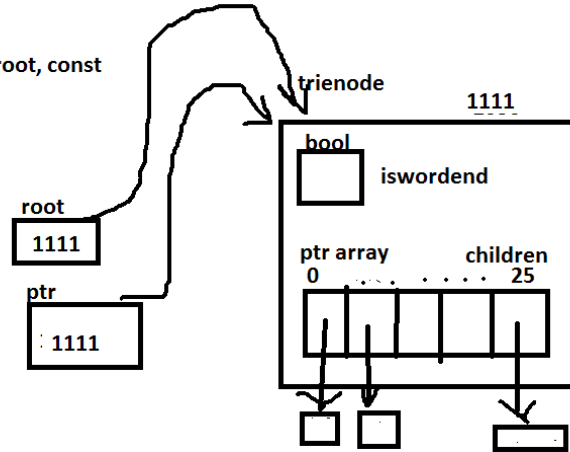 root, const
trienode
1111
bool
iswordend
root
1111
ptr array
children
0 .... . . . . 25
ptr
: 1111